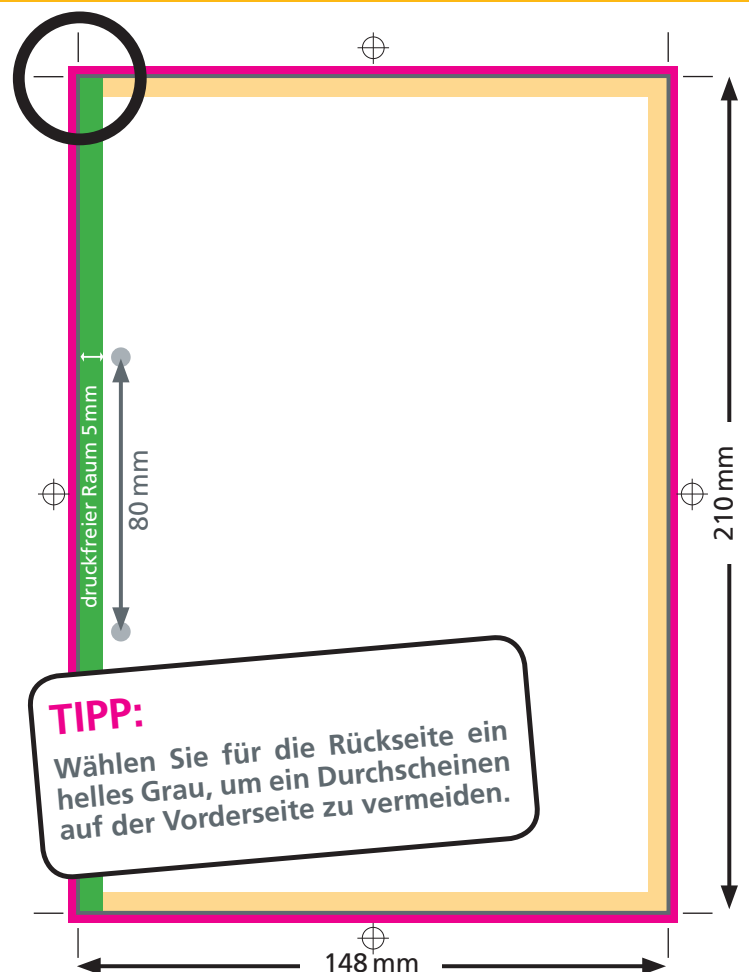 druckfreier Raum 5 mm
80 mm
210 mm
TIPP:
Wählen Sie für die Rückseite ein
helles Grau, um ein Durchscheinen
auf der Vorderseite zu vermeiden.
148 mm